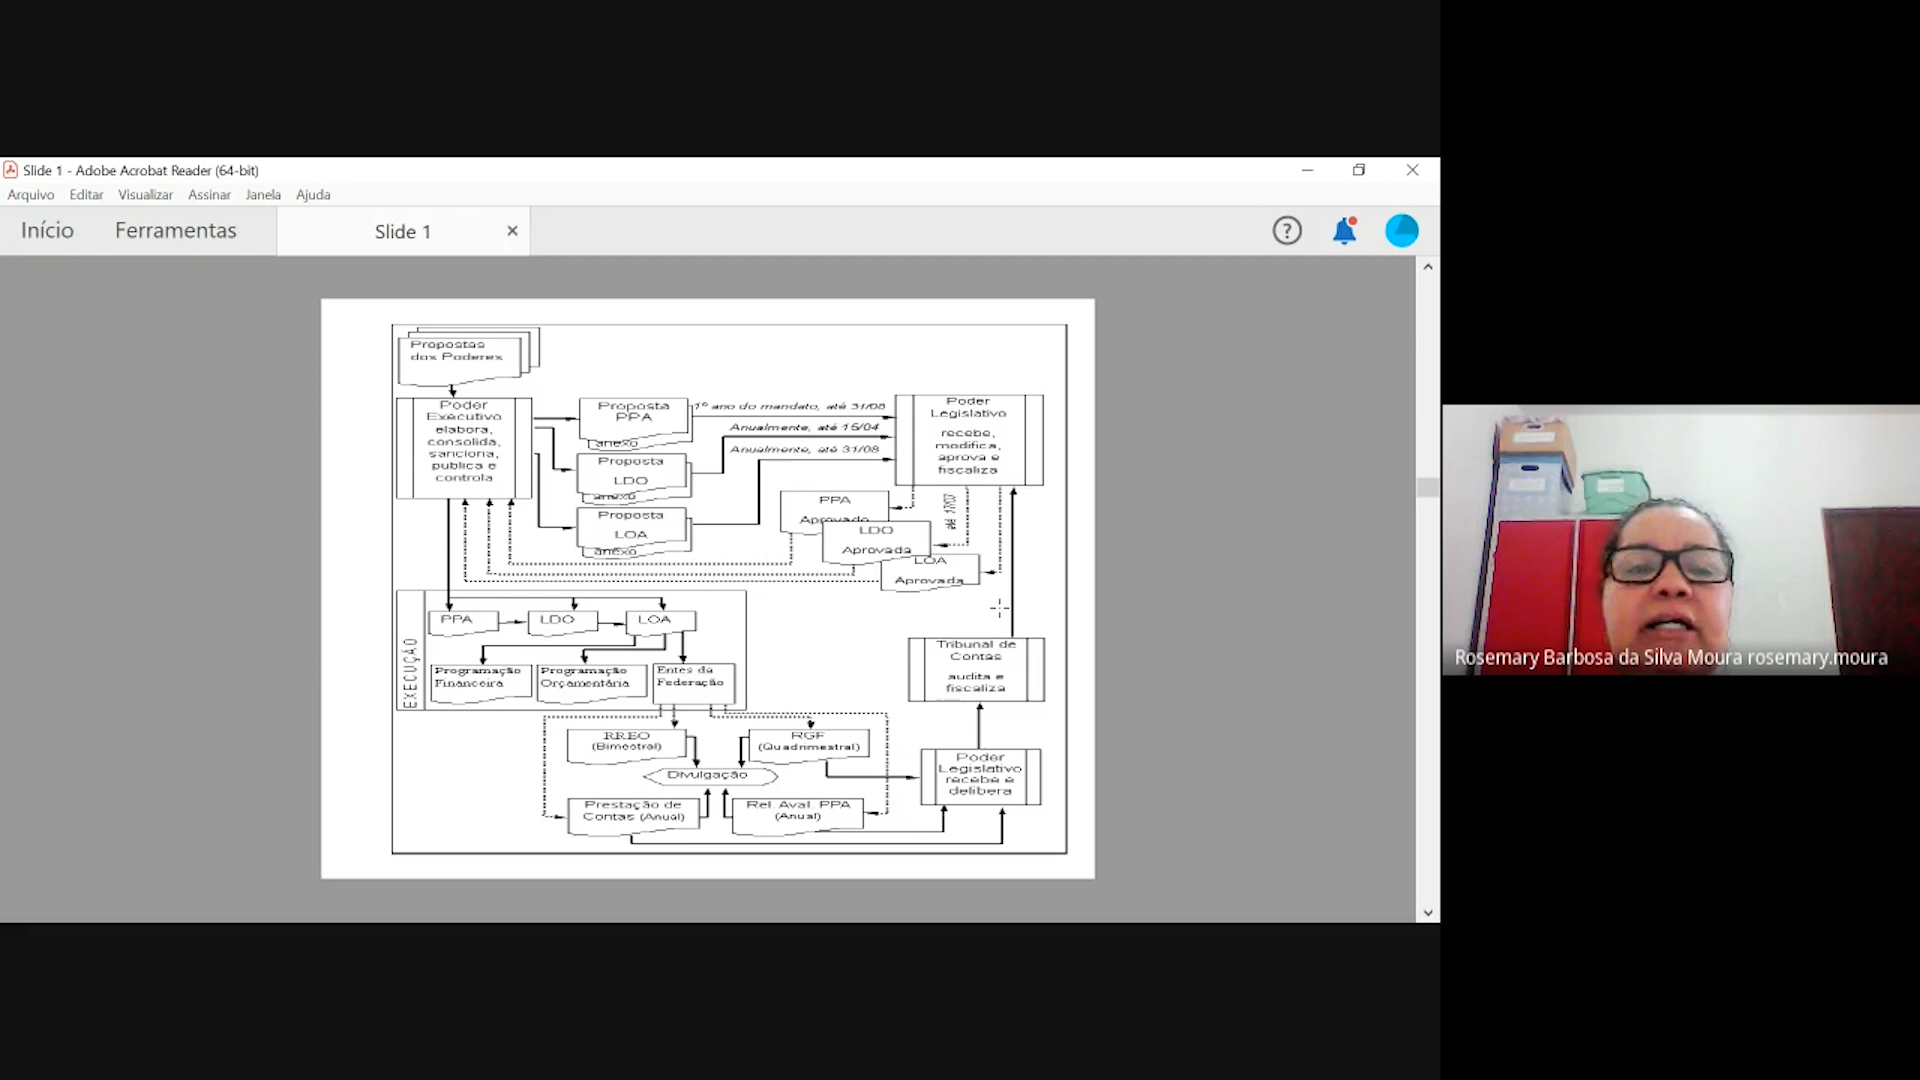 Slide 1 - Adobe Acrobat Reader (64-bit)
Arquivo Editar Visualizar Assinar Janela Ajuda
Início Ferramentas Slide 1
Propostas
dos Poderes
Poder
Executivo
elabora,
consolida,
sanciona,
publica e
controla
Proposta
PPA
anexo
Proposta
LDO
anexo
Proposta
LOA
anexo
1º ano do mandato, até 31/08
Anualmente, até 15/04
Anualmente, até 31/08
Poder
Legislativo
recebe,
modifica,
aprova e
fiscaliza
PPA
Aprovado
LDO
Aprovada
LOA
Aprovada
até 17/07
EXECUÇÃO
PPA
LDO
LOA
Programação
Financeira
Programação
Orçamentária
Entes da
Federação
Tribunal de
Contas
audita e
fiscaliza
RREO
(Bimestral)
RGF
(Quadrimestral)
Divulgação
Prestação de
Contas (Anual)
Rel. Aval. PPA
(Anual)
Poder
Legislativo
recebe e
delibera
Rosemary Barbosa da Silva Moura rosemary.moura